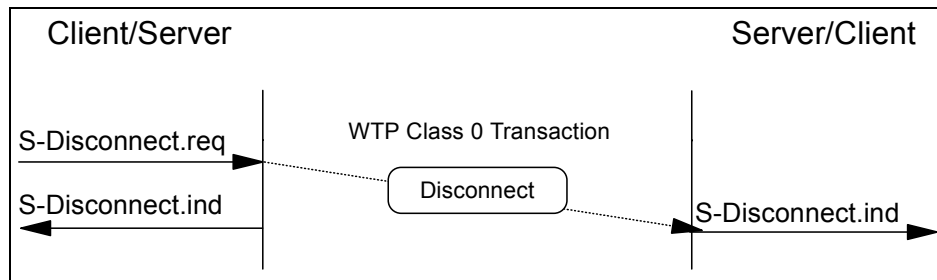 Client/Server
Server/Client
S-Disconnect.req
WTP Class 0 Transaction
Disconnect
S-Disconnect.ind
S-Disconnect.ind